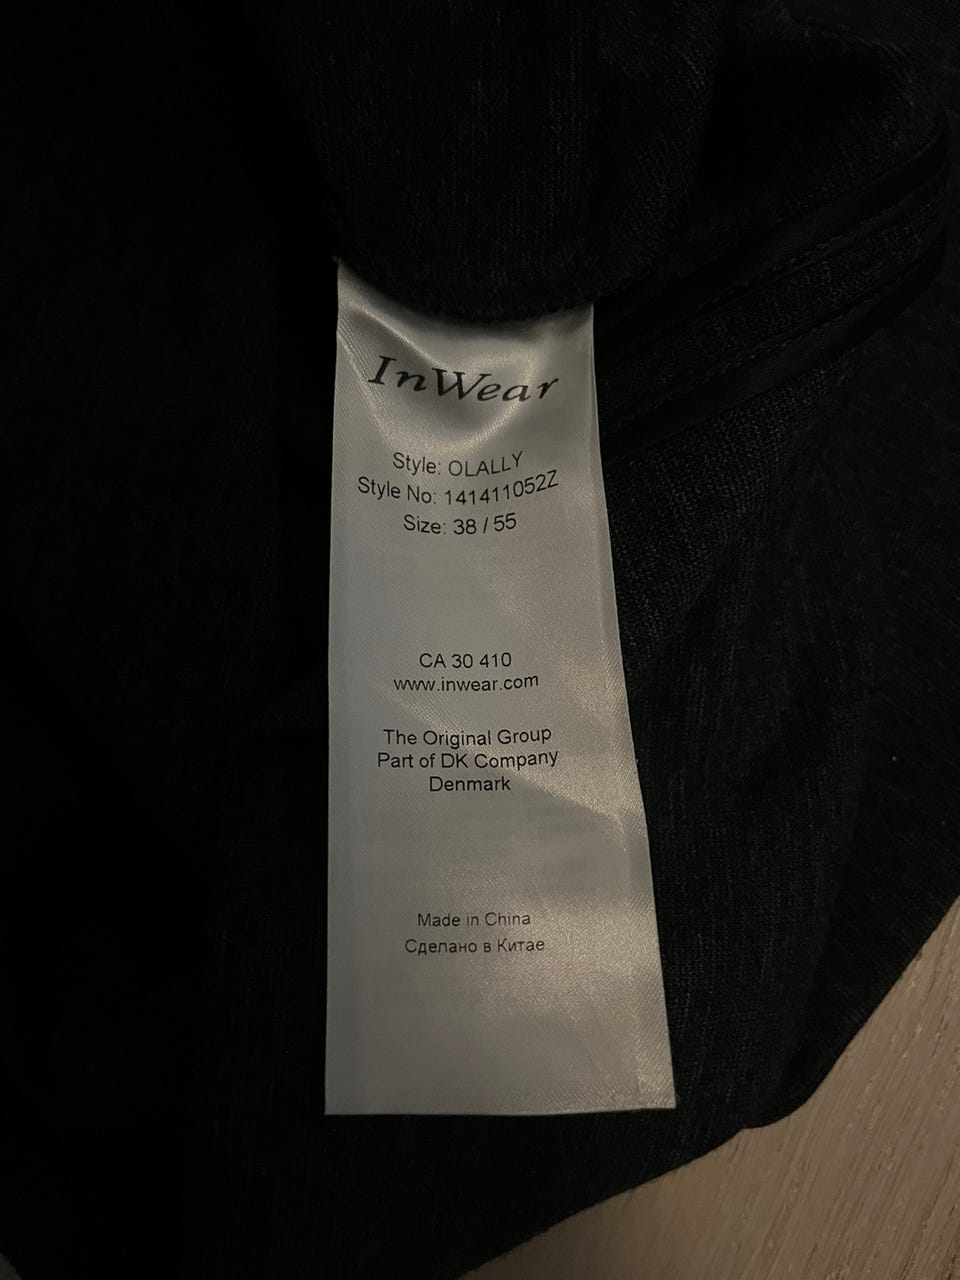 InWear
Style: OLALLY
Style No: 141411052Z
Size: 38 / 55
CA 30 410
www.inwear.com
The Original Group
Part of DK Company
Denmark
Made in China
Сделано в Китае